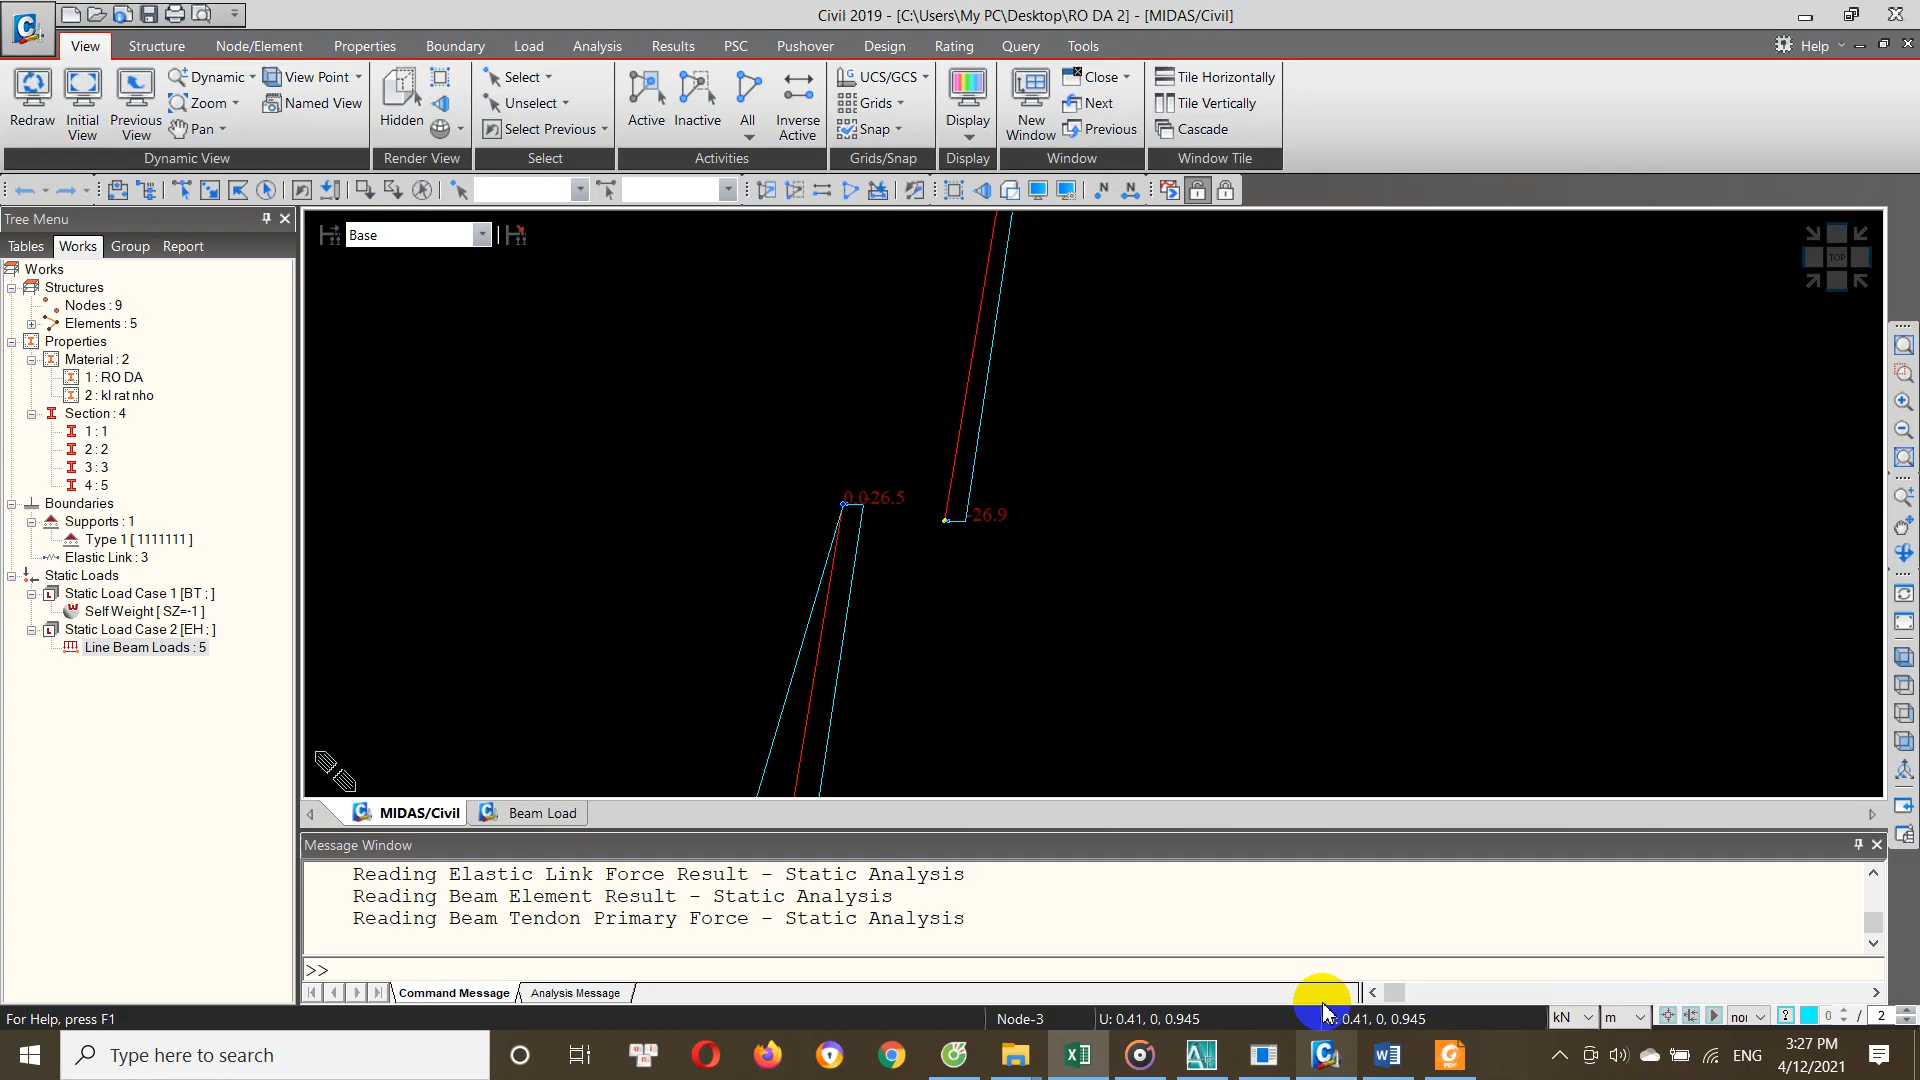 Civil 2019 - [C:\Users\My PC\Desktop\RO DA 2] - [MIDAS/Civil]
View Structure Node/Element Properties Boundary Load Analysis Results PSC Pushover Design Rating Query Tools Help
Redraw
Initial View
Previous View
Dynamic
Zoom
Pan
View Point
Named View
Dynamic View
Hidden
Render View
Select
Unselect
Select Previous
Select
Active
Inactive
All
Inverse Active
Activities
UCS/GCS
Grids
Snap
Grids/Snap
Display
Display
New Window
Close
Next
Previous
Window
Tile Horizontally
Tile Vertically
Cascade
Window Tile
Tree Menu
Tables Works Group Report
Works
Structures
Nodes : 9
Elements : 5
Properties
Material : 2
1 : RO DA
2 : kl rat nho
Section : 4
1 : 1
2 : 2
3 : 3
4 : 5
Boundaries
Supports : 1
Type 1 [ 1111111 ]
Elastic Link : 3
Static Loads
Static Load Case 1 [BT ; ]
Self Weight [ SZ=-1 ]
Static Load Case 2 [EH ; ]
Line Beam Loads : 5
Base
TOP
0.0-26.5
-26.9
MIDAS/Civil Beam Load
Message Window
Reading Elastic Link Force Result - Static Analysis
Reading Beam Element Result - Static Analysis
Reading Beam Tendon Primary Force - Static Analysis
>>
Command Message Analysis Message
For Help, press F1
Node-3
U: 0.41, 0, 0.945
0.41, 0, 0.945
kN
m
0 / 2
Type here to search
ENG
3:27 PM
4/12/2021